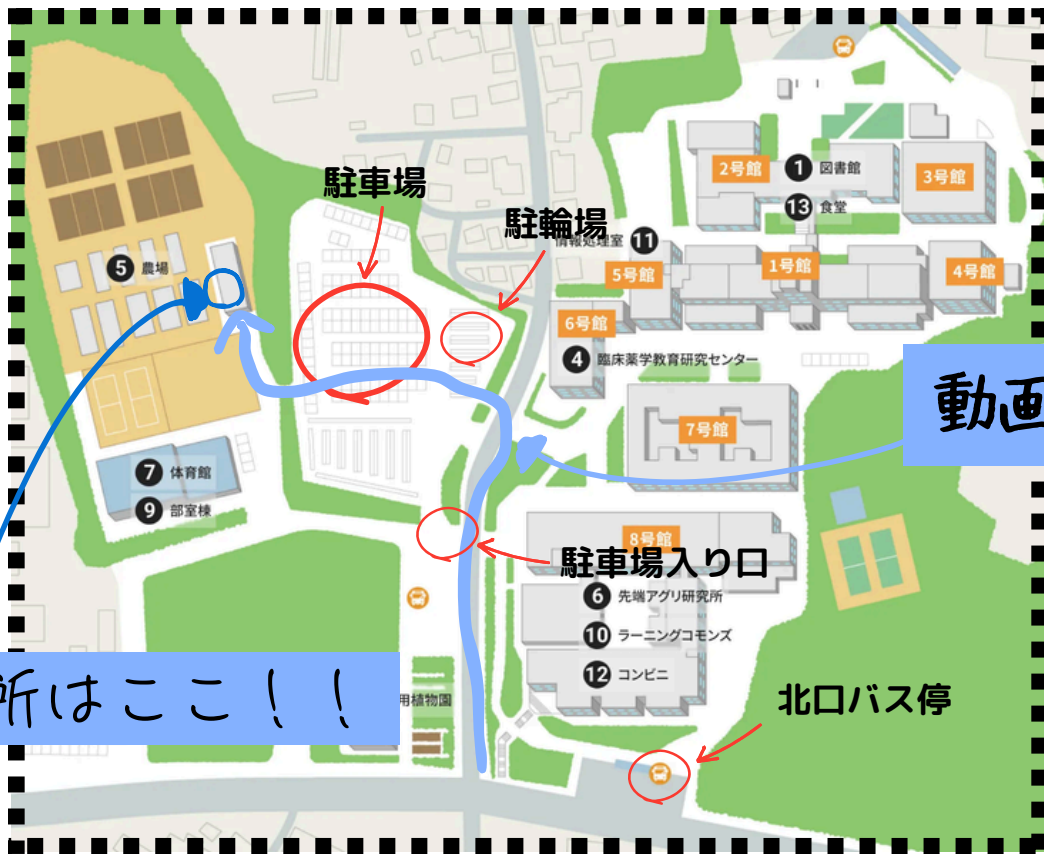 2号館
1 図書館
3号館
13 食堂
駐車場
駐輪場
情報処理室 11
5 農場
5号館
1号館
4号館
6号館
4 臨床薬学教育研究センター
動画
7号館
7 体育館
9 部室棟
8号館
駐車場入り口
6 先端アグリ研究所
10 ラーニングコモンズ
12 コンビニ
所はここ！！
用植物園
北口バス停